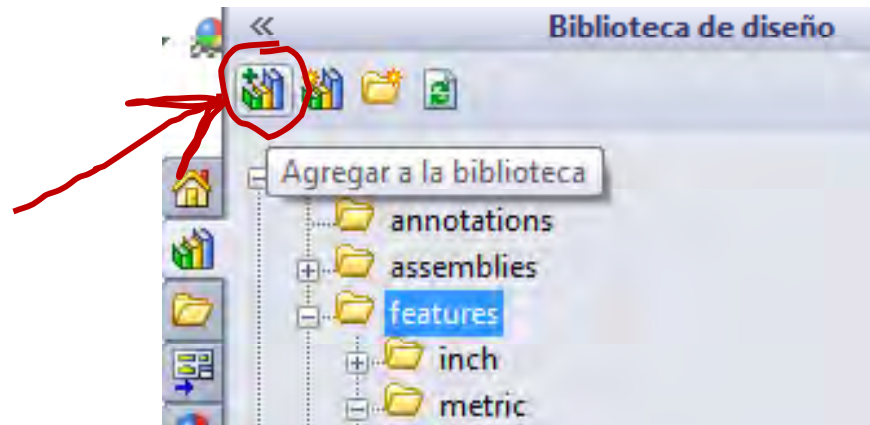 Biblioteca de diseño
Agregar a la biblioteca
annotations
assemblies
features
inch
metric